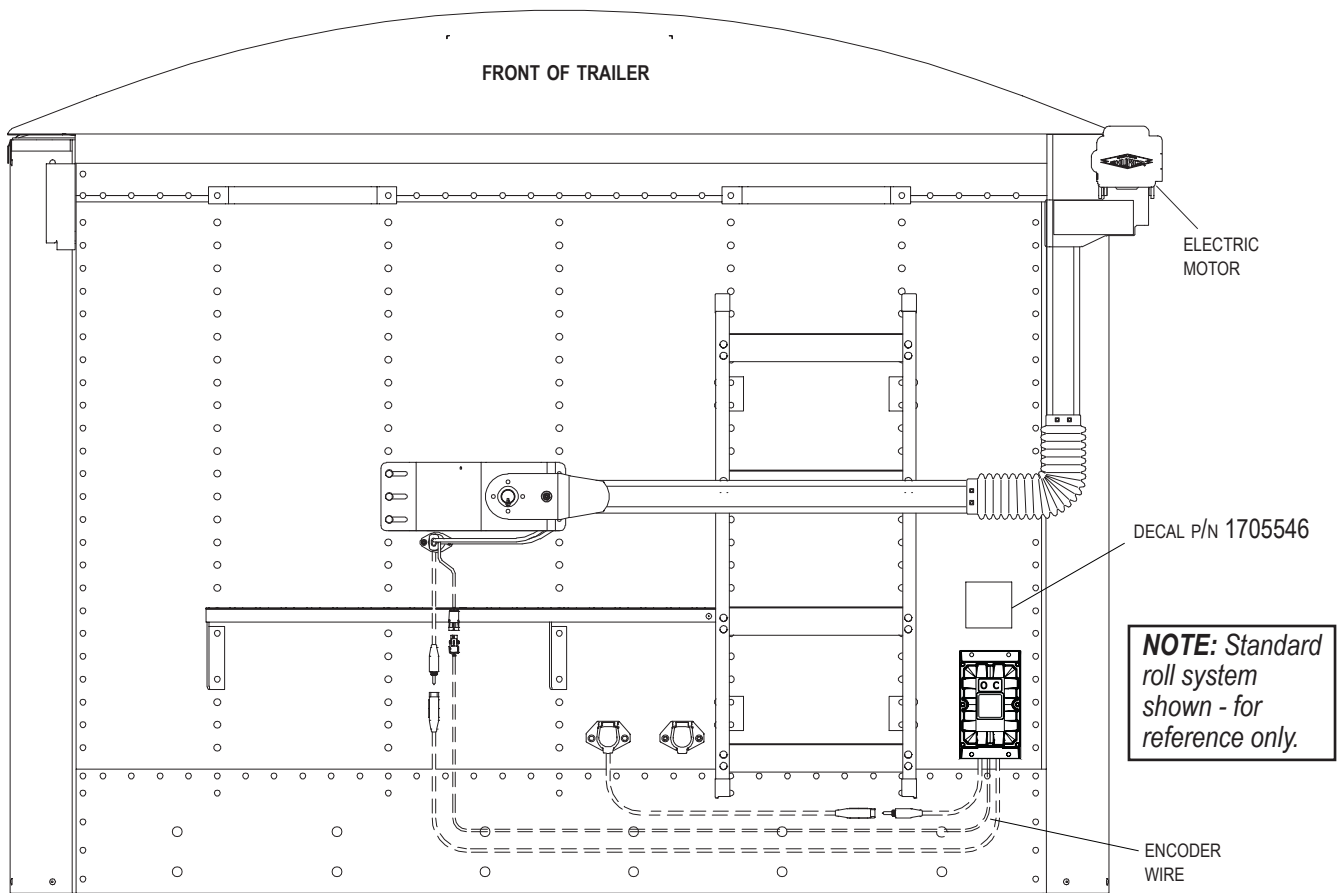 FRONT OF TRAILER
ELECTRIC
MOTOR
DECAL P/N 1705546
NOTE: Standard
roll system
shown - for
reference only.
O C
ENCODER
WIRE